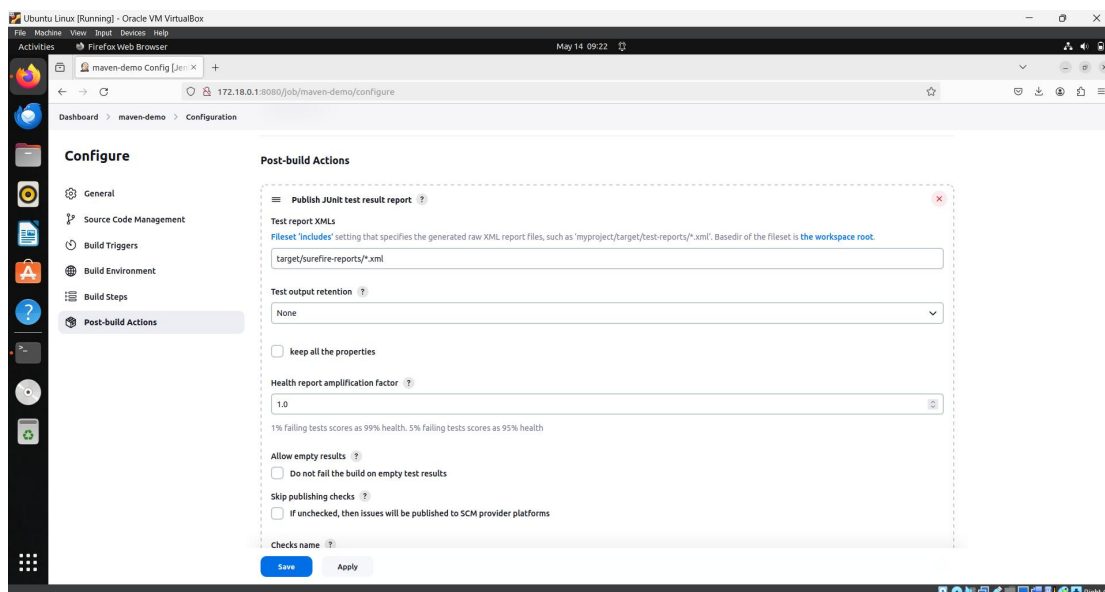 Ubuntu Linux [Running] - Oracle VM VirtualBox
File Machine View Input Devices Help
Activities Firefox Web Browser May 14 09:22
maven-demo Config [Jen
172.18.0.1:8080/job/maven-demo/configure
Dashboard > maven-demo > Configuration
Configure
General
Source Code Management
Build Triggers
Build Environment
Build Steps
Post-build Actions
Post-build Actions
Publish JUnit test result report ?
Test report XMLs
Fileset 'includes' setting that specifies the generated raw XML report files, such as 'myproject/target/test-reports/*.xml'. Basedir of the fileset is the workspace root.
target/surefire-reports/*.xml
Test output retention ?
None
keep all the properties
Health report amplification factor ?
1.0
1% failing tests scores as 99% health. 5% failing tests scores as 95% health
Allow empty results ?
Do not fail the build on empty test results
Skip publishing checks ?
If unchecked, then issues will be published to SCM provider platforms
Checks name ?
Save Apply
Right